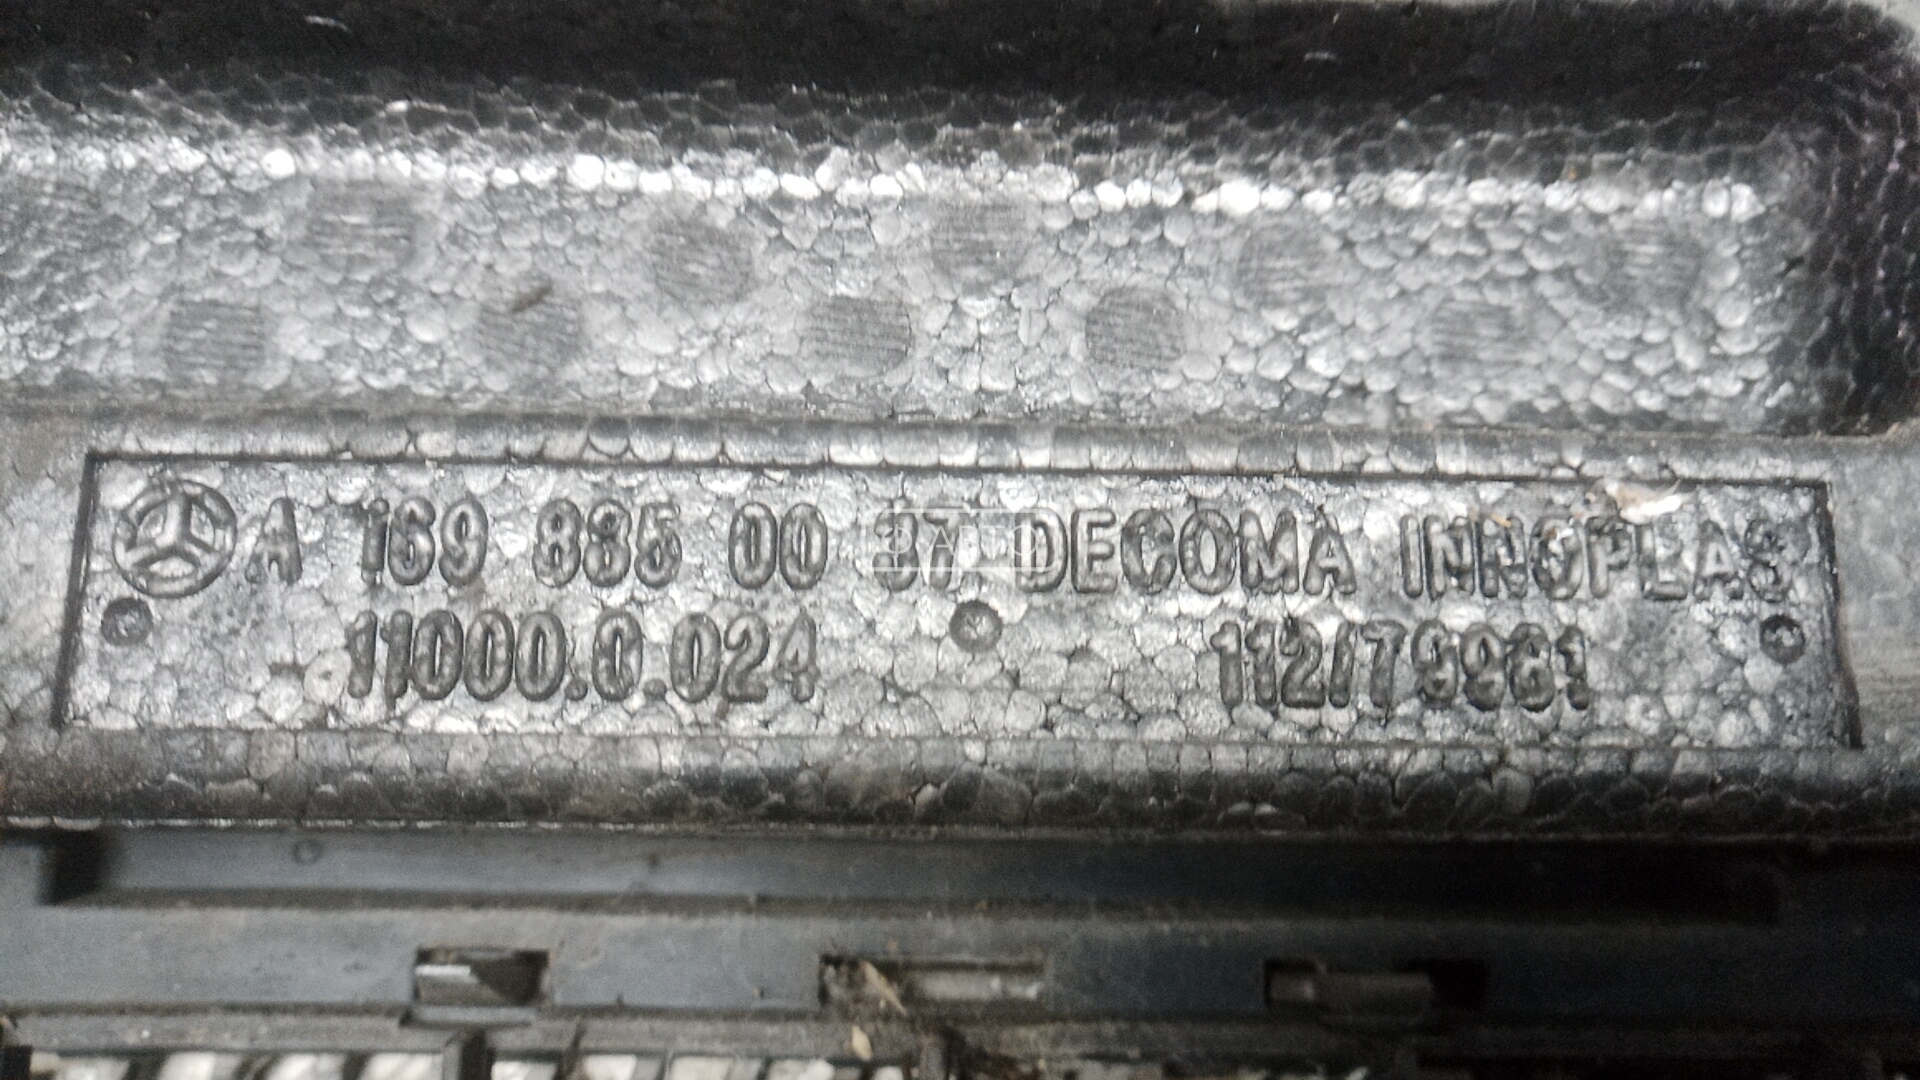 A 169 885 00 37 DECOMA INNOPLAS
11000.0.024 112/79961